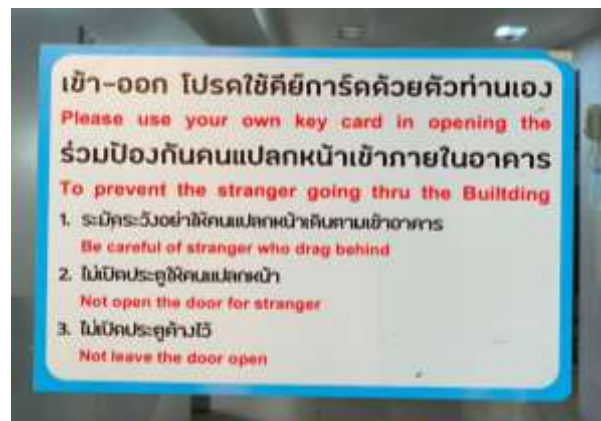 เข้า-ออก โปรดใช้คีย์การ์ดด้วยตัวท่านเอง
Please use your own key card in opening the
ร่วมป้องกันคนแปลกหน้าเข้าภายในอาคาร
To prevent the stranger going thru the Builtding
1. ระมัดระวังอย่าให้คนแปลกหน้าเดินตามเข้าอาคาร
Be careful of stranger who drag behind
2. ไม่เปิดประตูให้คนแปลกหน้า
Not open the door for stranger
3. ไม่เปิดประตูค้างไว้
Not leave the door open